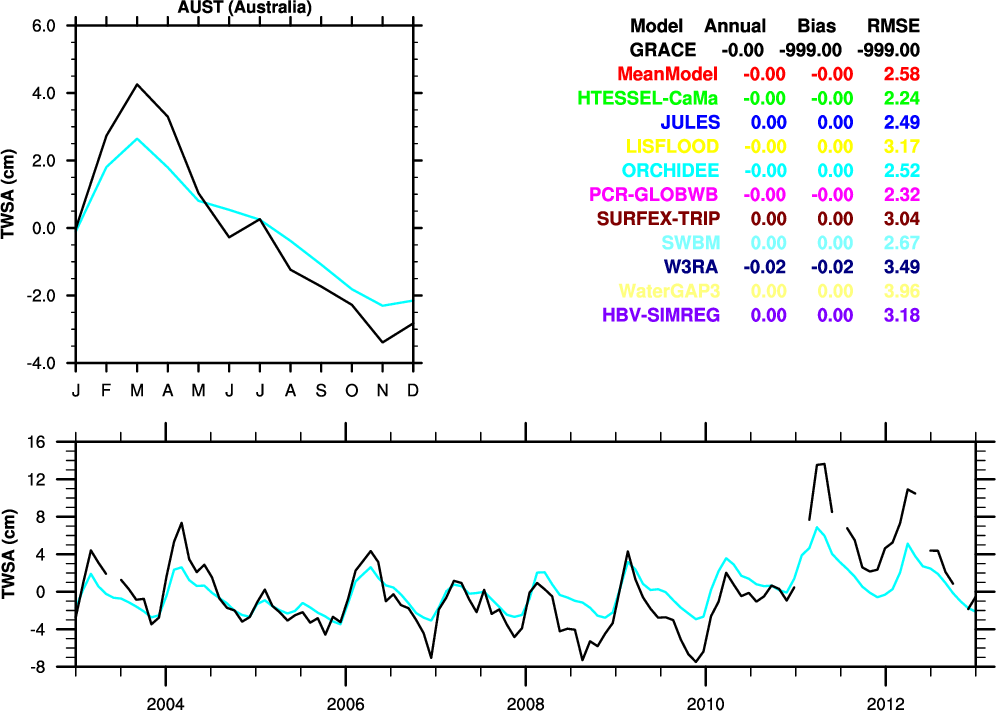 AUST (Australia)
6.0
4.0
2.0
0.0
-2.0
-4.0
TWSA (cm)
J F M A M J J A S O N D
Model Annual Bias RMSE
GRACE -0.00 -999.00 -999.00
MeanModel -0.00 -0.00 2.58
HTESSEL-CaMa -0.00 -0.00 2.24
JULES 0.00 0.00 2.49
LISFLOOD -0.00 0.00 3.17
ORCHIDEE -0.00 0.00 2.52
PCR-GLOBWB -0.00 -0.00 2.32
SURFEX-TRIP 0.00 0.00 3.04
SWBM 0.00 0.00 2.67
W3RA -0.02 -0.02 3.49
WaterGAP3 0.00 0.00 3.96
HBV-SIMREG 0.00 0.00 3.18
16
12
8
4
0
-4
-8
TWSA (cm)
2004 2006 2008 2010 2012